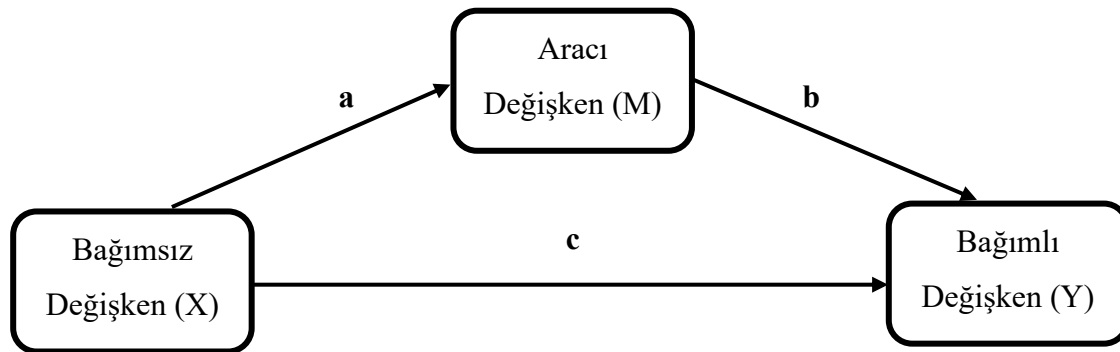 Aracı
Değişken (M)
a
b
c
Bağımsız
Değişken (X)
Bağımlı
Değişken (Y)